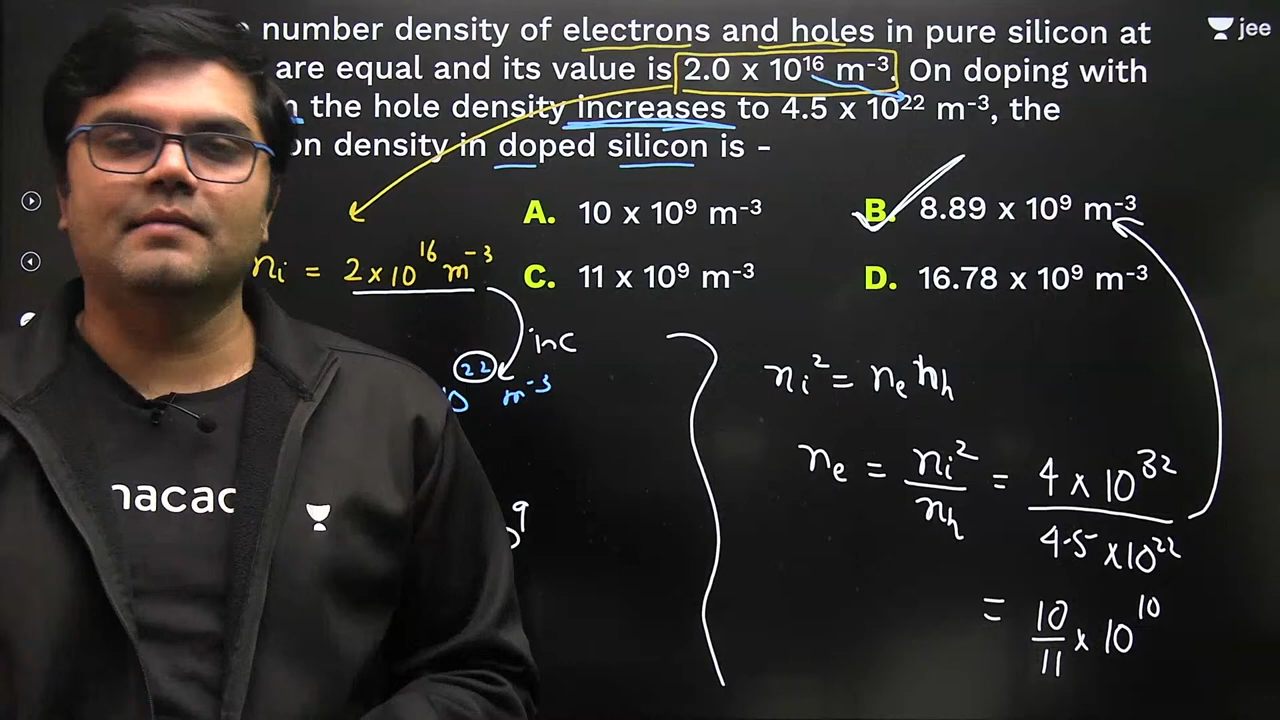 number density of electrons and holes in pure silicon at
are equal and its value is 2.0 x 10¹⁶ m⁻³. On doping with
the hole density increases to 4.5 x 10²² m⁻³, the
on density in doped silicon is -
A. 10 x 10⁹ m⁻³
B. 8.89 x 10⁹ m⁻³
C. 11 x 10⁹ m⁻³
D. 16.78 x 10⁹ m⁻³
jee
nᵢ = 2 x 10¹⁶ m⁻³
inc
10²² m⁻³
9
nᵢ² = nₑ nₕ
nₑ = nᵢ²/nₕ = 4 x 10³²/4.5 x 10²²
= 10/11 x 10¹⁰
nacac